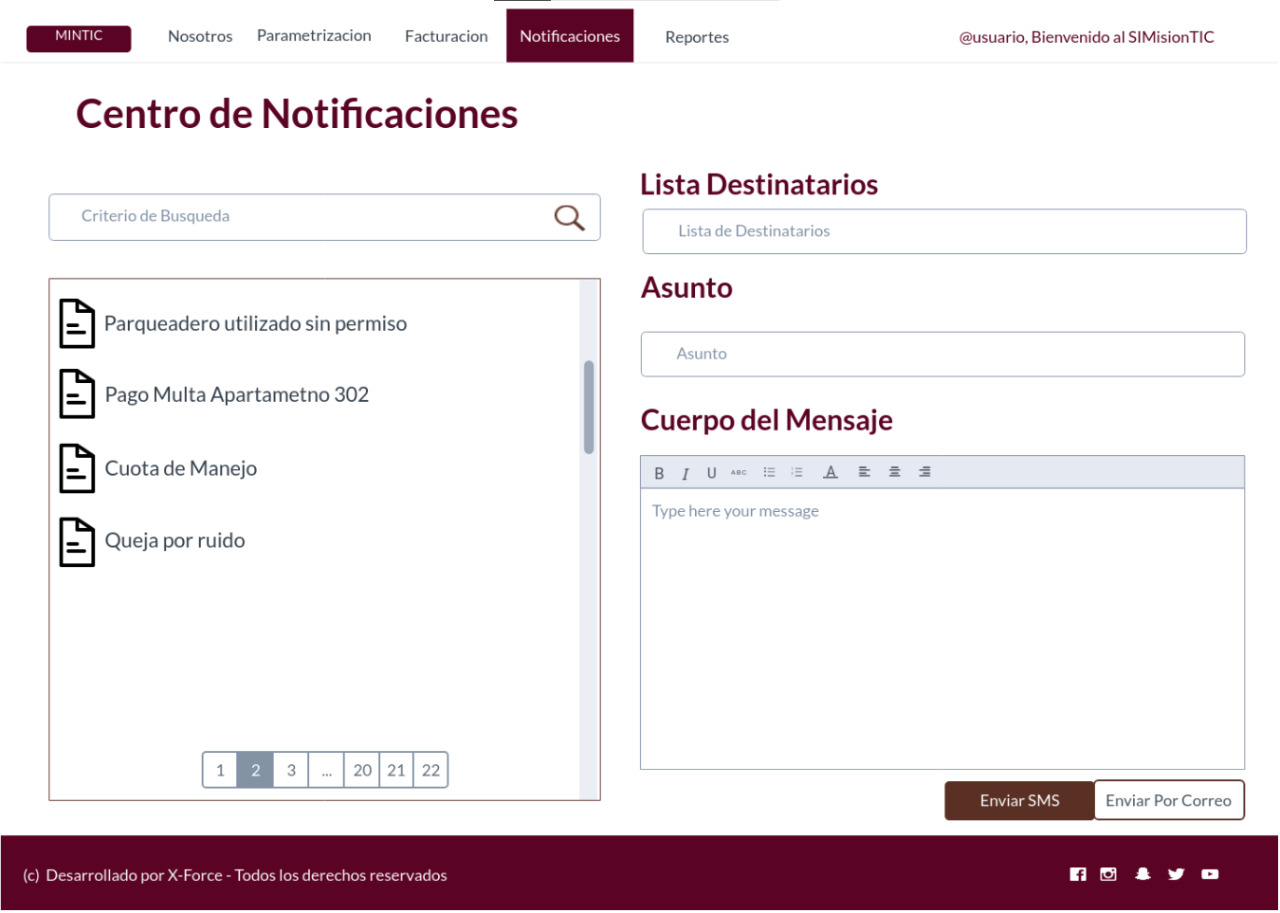 MINTIC Nosotros Parametrizacion Facturacion Notificaciones Reportes @usuario, Bienvenido al SIMisionTIC
Centro de Notificaciones
Criterio de Busqueda
Parqueadero utilizado sin permiso
Pago Multa Apartametno 302
Cuota de Manejo
Queja por ruido
1 2 3 ... 20 21 22
Lista Destinatarios
Lista de Destinatarios
Asunto
Asunto
Cuerpo del Mensaje
B I U ABC A
Type here your message
Enviar SMS Enviar Por Correo
(c) Desarrollado por X-Force - Todos los derechos reservados